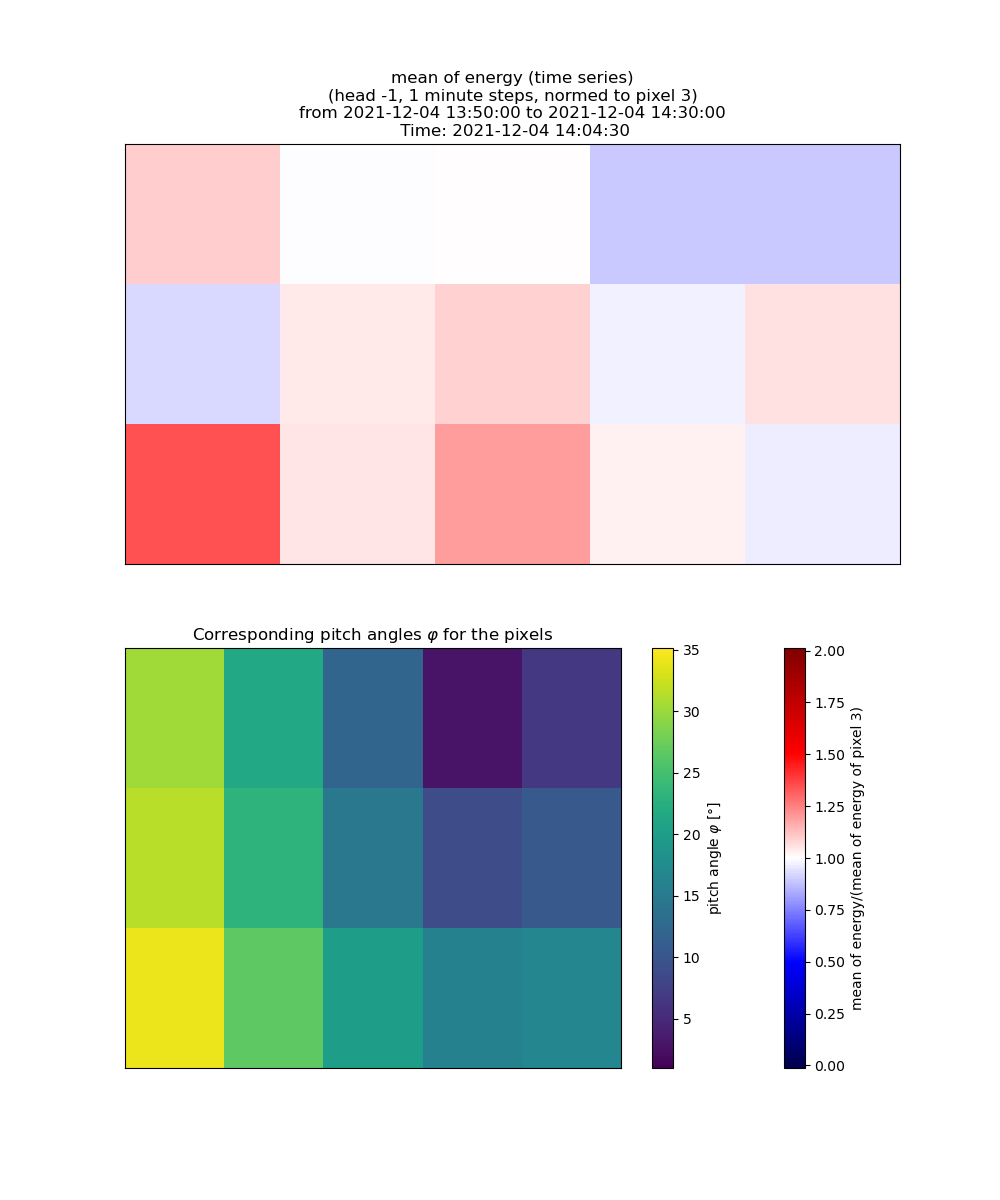 mean of energy (time series)
(head -1, 1 minute steps, normed to pixel 3)
from 2021-12-04 13:50:00 to 2021-12-04 14:30:00
Time: 2021-12-04 14:04:30
Corresponding pitch angles φ for the pixels
35
30
25
20
15
10
5
pitch angle φ [°]
2.00
1.75
1.50
1.25
1.00
0.75
0.50
0.25
0.00
mean of energy/(mean of energy of pixel 3)